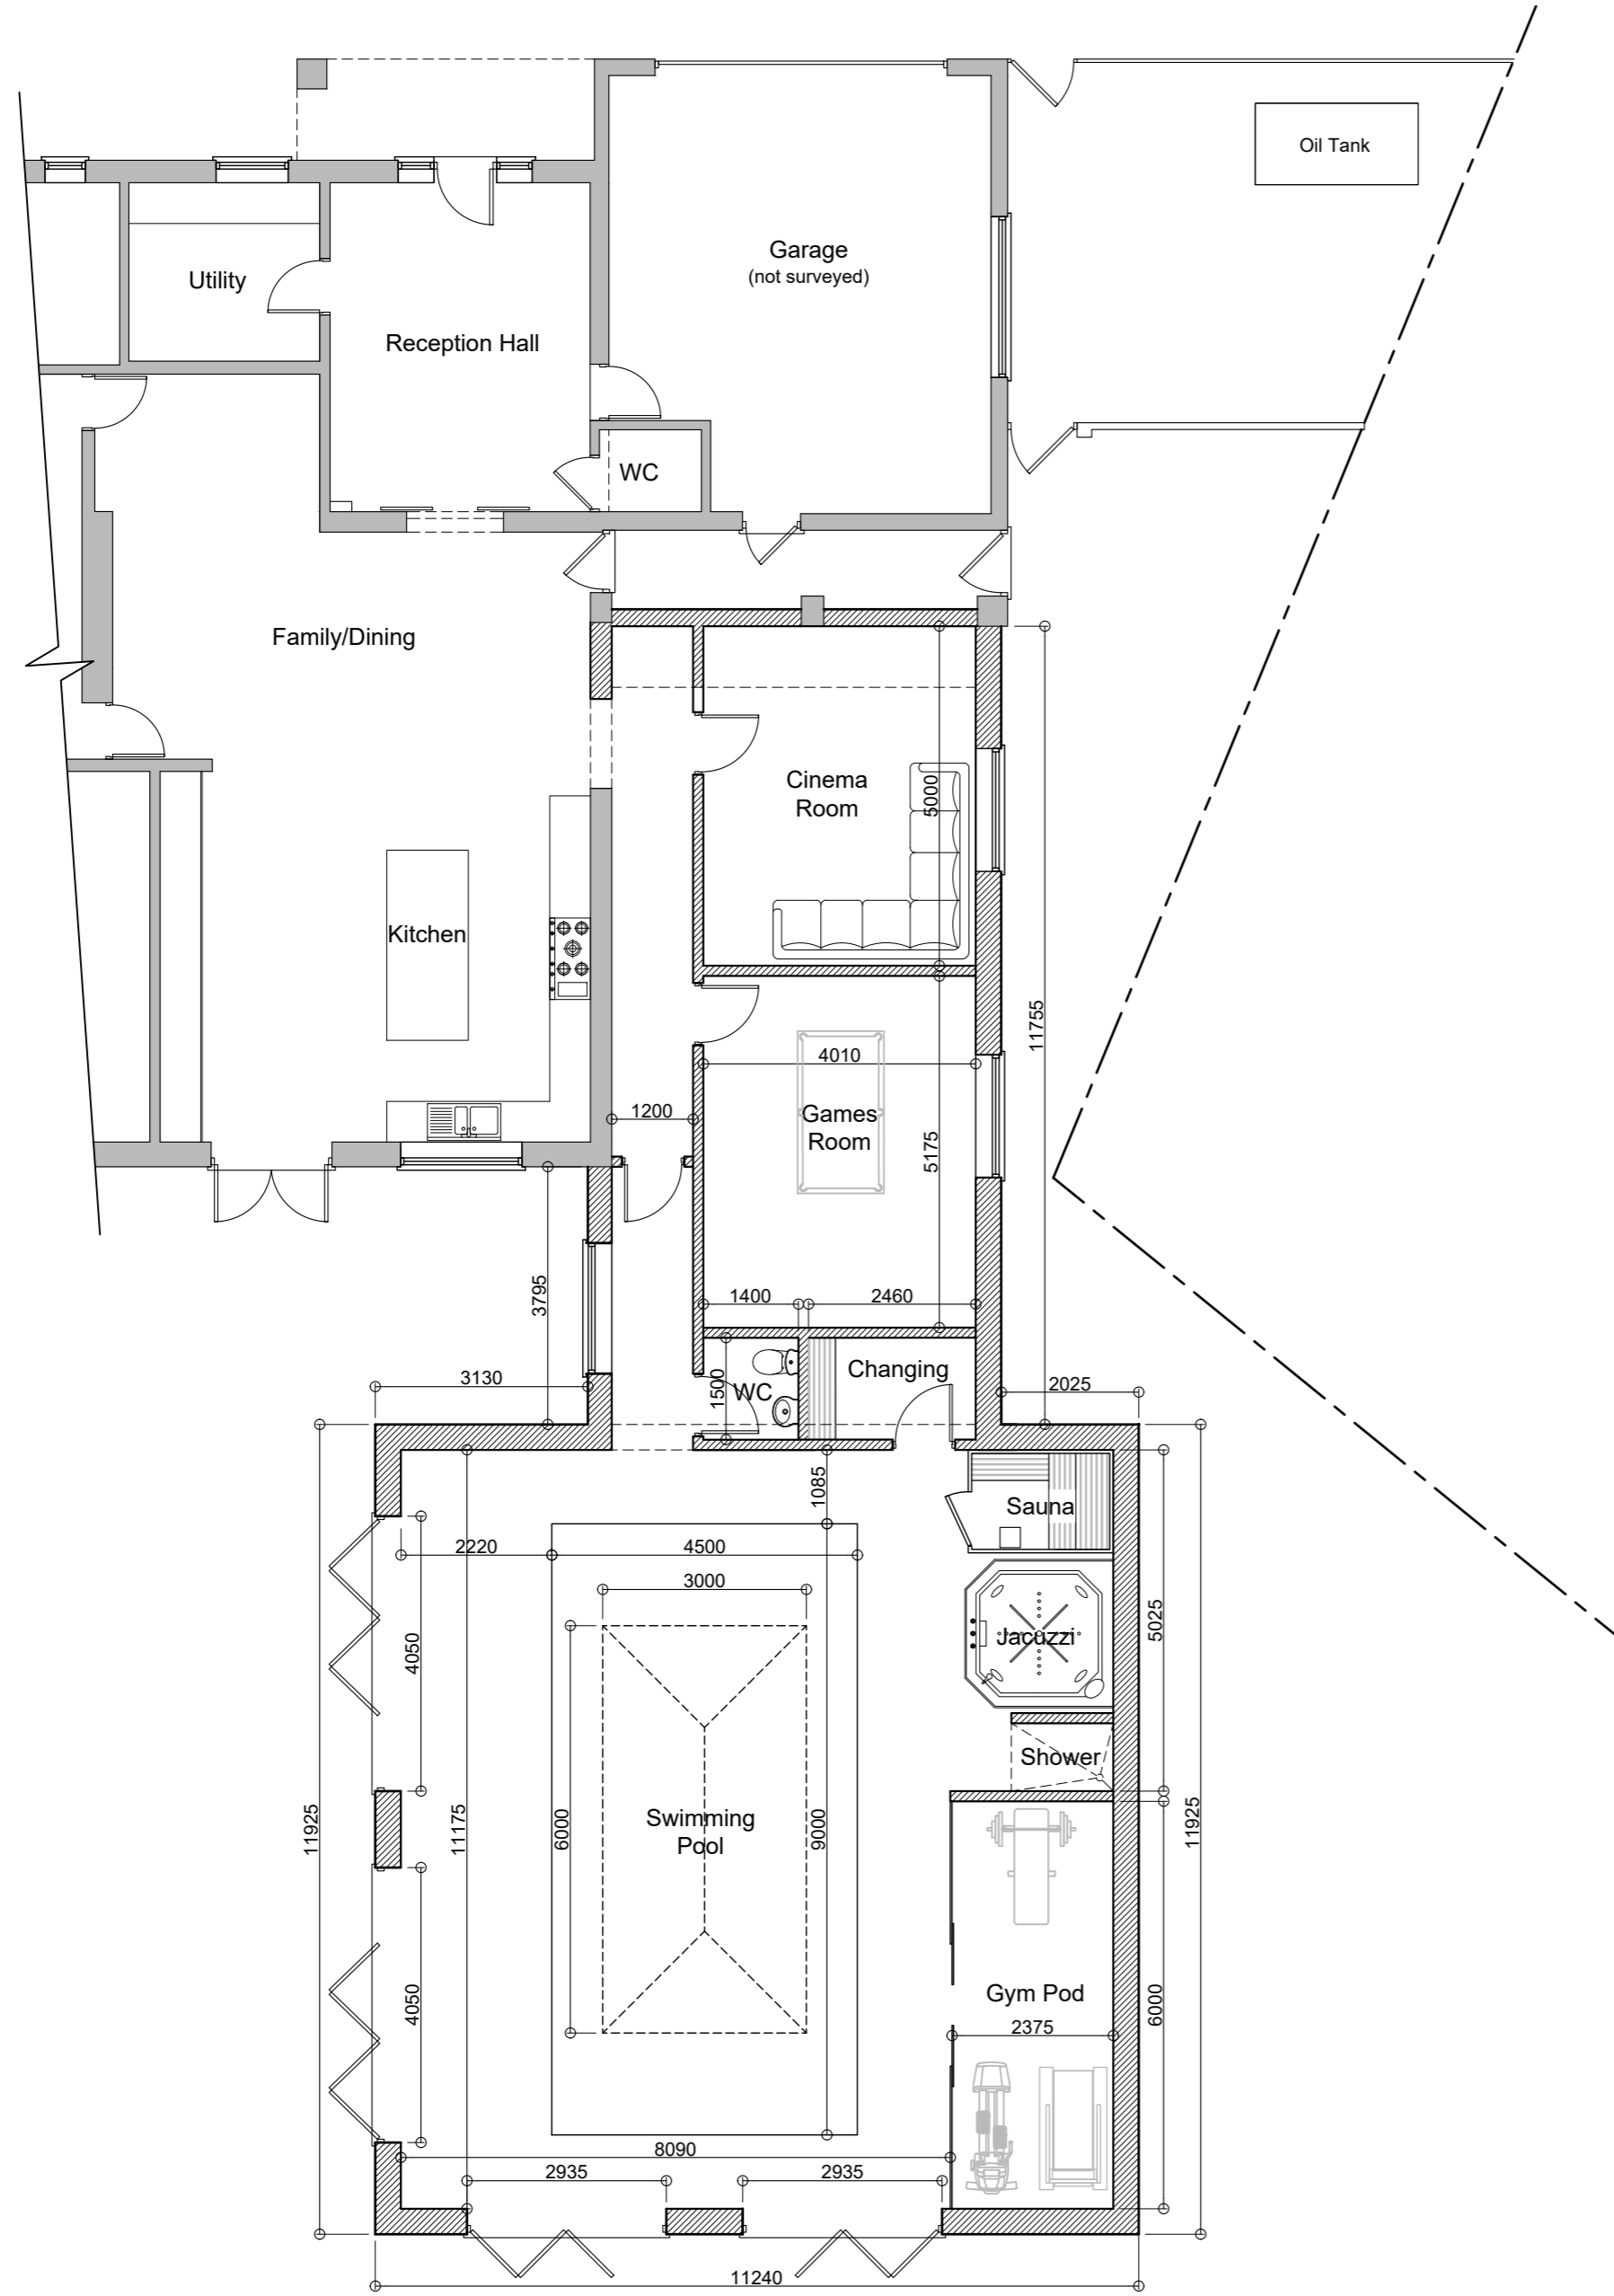 Oil Tank
Garage
(not surveyed)
Utility
Reception Hall
WC
Family/Dining
Cinema
Room
5000
Kitchen
11755
4010
1200
Games
Room
5175
3795
1400
2460
Changing
1500
WC
3130
2025
1085
Sauna
2220
4500
3000
5025
4050
Jacuzzi
Shower
11925
11175
6000
Swimming
Pool
9000
11925
Gym Pod
4050
6000
2375
8090
2935
2935
11240